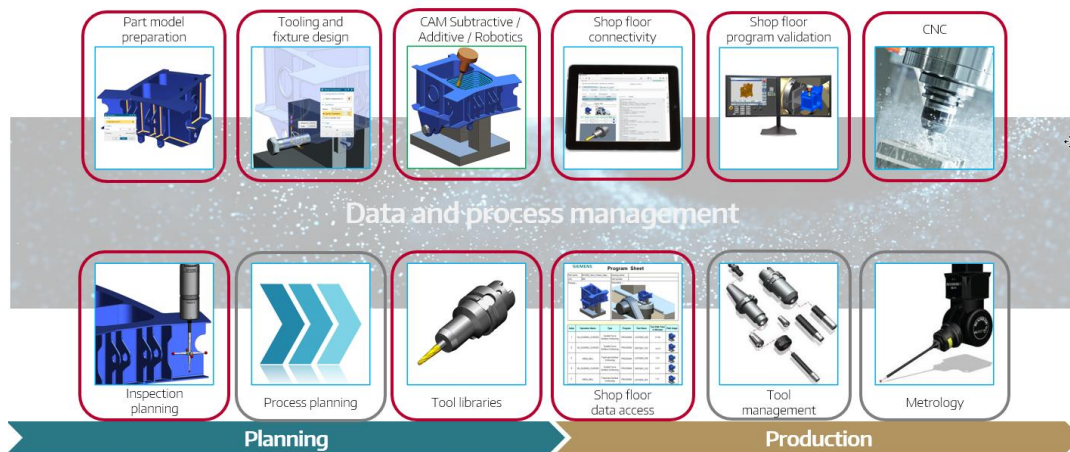 Part model
preparation
Tooling and
fixture design
CAM Subtractive /
Additive / Robotics
Shop floor
connectivity
Shop floor
program validation
CNC
Data and process management
SIEMENS
Program Sheet
Inspection
planning
Process planning
Tool libraries
Shop floor
data access
Tool
management
Metrology
Planning
Production